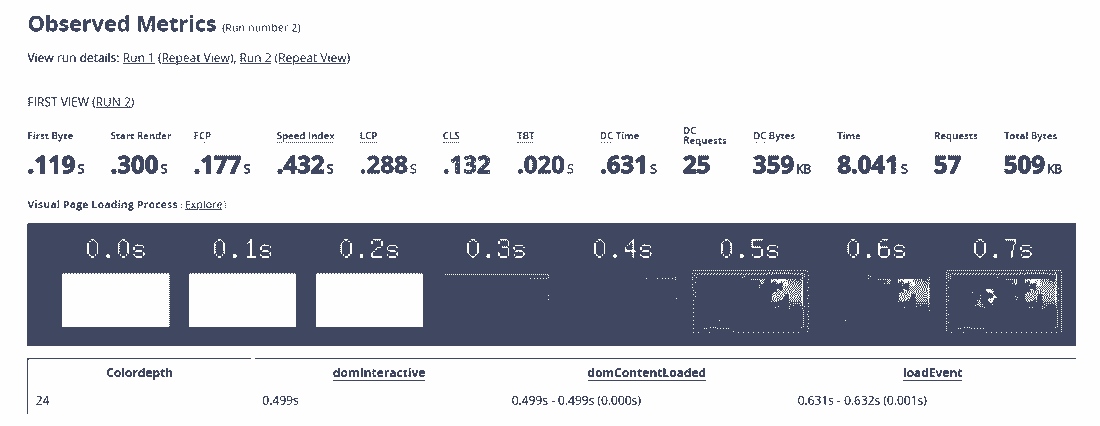 Observed Metrics (Run number 2)
View run details: Run 1 (Repeat View), Run 2 (Repeat View)
FIRST VIEW (RUN 2)
First Byte Start Render FCP Speed Index LCP CLS TBT DC Time DC Requests DC Bytes Time Requests Total Bytes
.119S .300S .177S .432S .288S .132 .020S .631S 25 359KB 8.041S 57 509KB
Visual Page Loading Process (Explore)
0.0s 0.1s 0.2s 0.3s 0.4s 0.5s 0.6s 0.7s
Colordepth domInteractive domContentLoaded loadEvent
24 0.499s 0.499s - 0.499s (0.000s) 0.631s - 0.632s (0.001s)